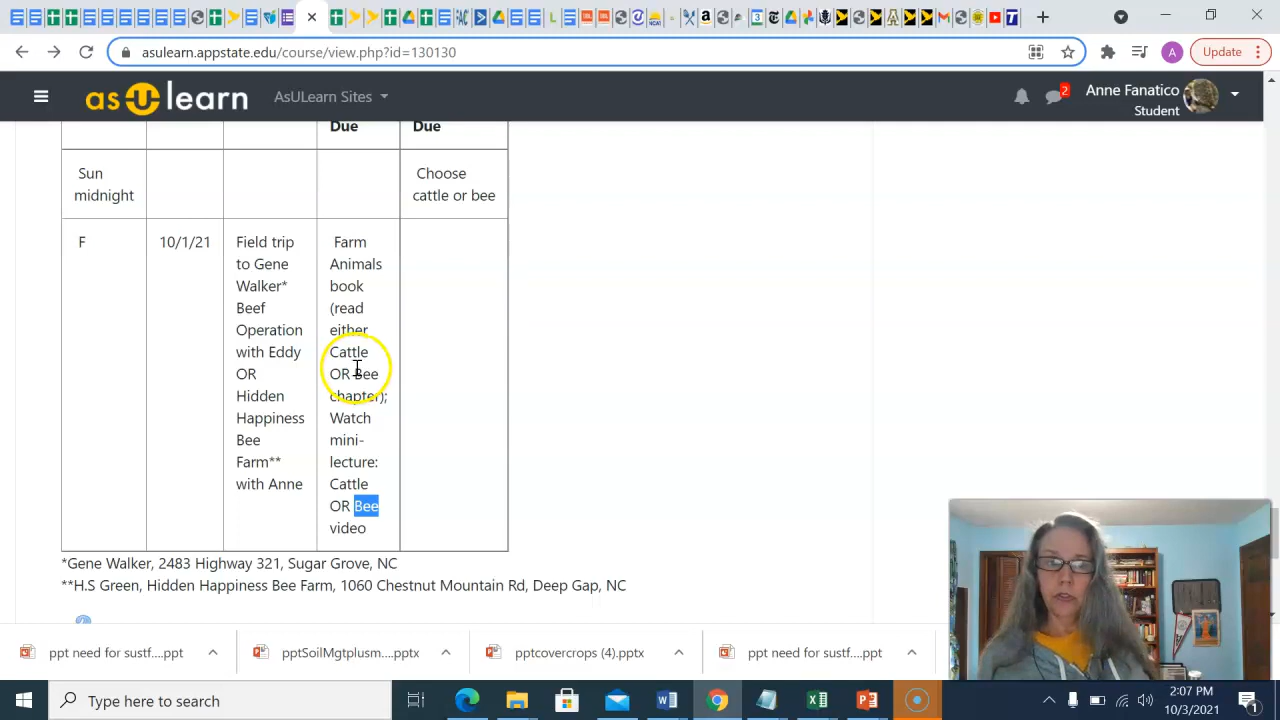 asulearn.appstate.edu/course/view.php?id=130130
A
Update
asUlearn
AsULearn Sites
2
Anne Fanatico
Student
Due
Due
Sun
midnight
Choose
cattle or bee
F
10/1/21
Field trip
to Gene
Walker*
Beef
Operation
with Eddy
OR
Hidden
Happiness
Bee
Farm**
with Anne
Farm
Animals
book
(read
either
Cattle
OR Bee
chapter);
Watch
mini-
lecture:
Cattle
OR Bee
video
*Gene Walker, 2483 Highway 321, Sugar Grove, NC
**H.S Green, Hidden Happiness Bee Farm, 1060 Chestnut Mountain Rd, Deep Gap, NC
ppt need for sustf....ppt
pptSoilMgtplusm....pptx
pptcovercrops (4).pptx
ppt need for sustf....ppt
Type here to search
2:07 PM
10/3/2021
1